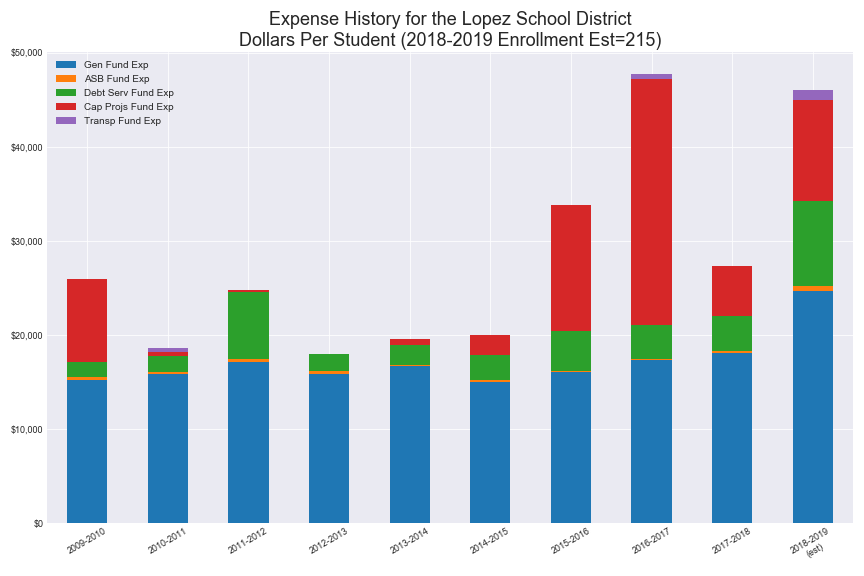 Expense History for the Lopez School District
Dollars Per Student (2018-2019 Enrollment Est=215)
$50,000
$40,000
$30,000
$20,000
$10,000
$0
Gen Fund Exp
ASB Fund Exp
Debt Serv Fund Exp
Cap Projs Fund Exp
Transp Fund Exp
2009-2010
2010-2011
2011-2012
2012-2013
2013-2014
2014-2015
2015-2016
2016-2017
2017-2018
2018-2019
(est)